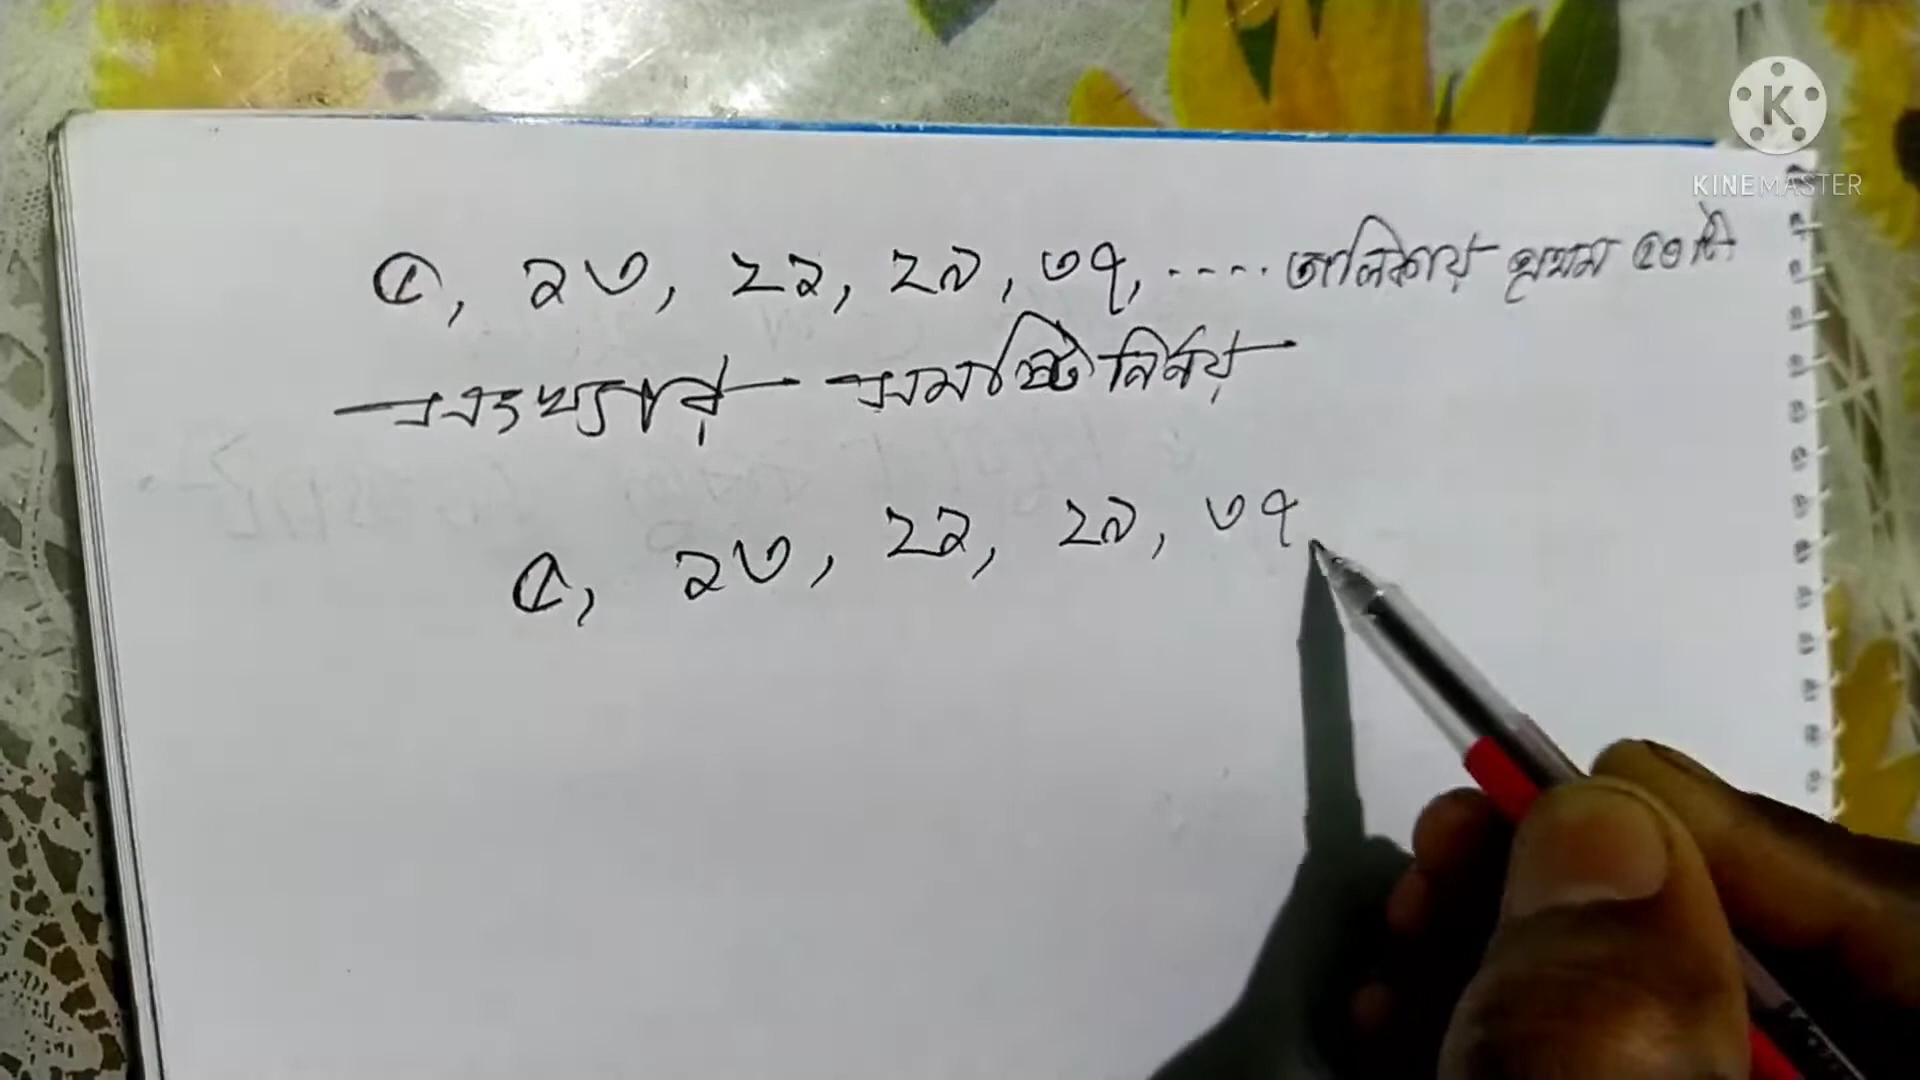 K
KINEMASTER
৫, ১৩, ২১, ২৯, ৩৭, .... তালিকায় প্রথম ৫০টি
সংখ্যার সমষ্টি নির্ণয়
৫, ১৩, ২১, ২৯, ৩৭